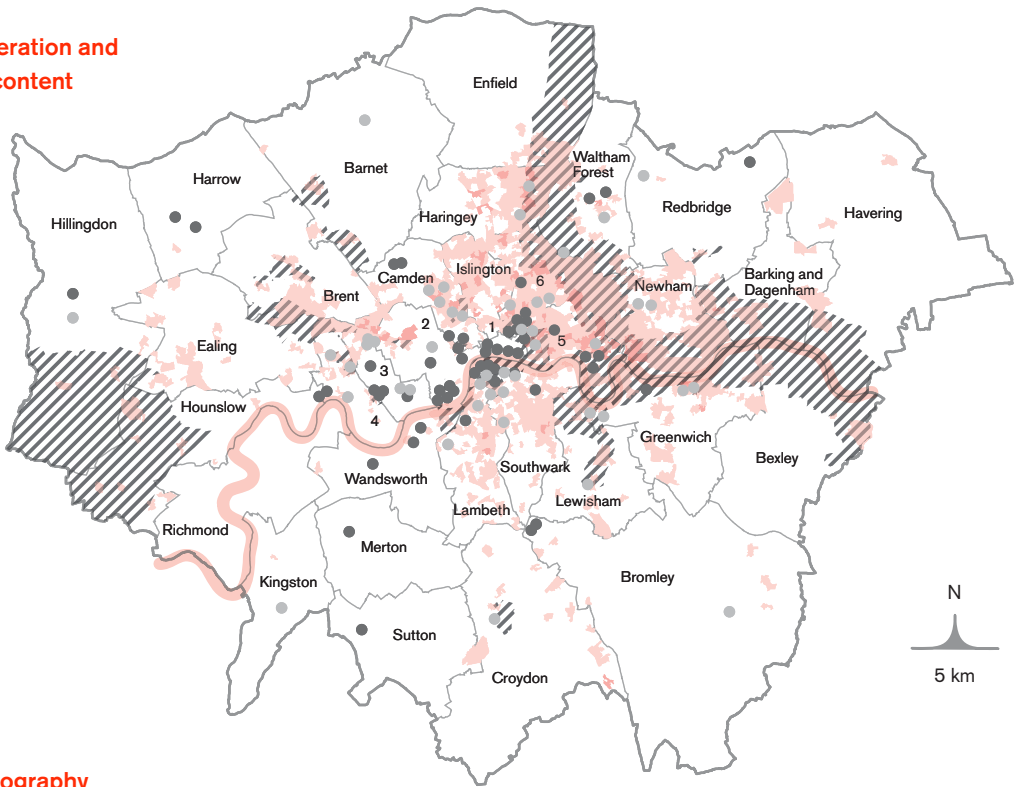 eration and
content
Enfield
Waltham
Forest
Barnet
Harrow
Redbridge
Havering
Haringey
Hillingdon
Islington
Camden
6
Barking and
Dagenham
Newham
Brent
2
1
5
Ealing
3
Hounslow
4
Greenwich
Bexley
Southwark
Wandsworth
Lewisham
Lambeth
Richmond
Merton
Bromley
Kingston
N
Sutton
5 km
Croydon
ography